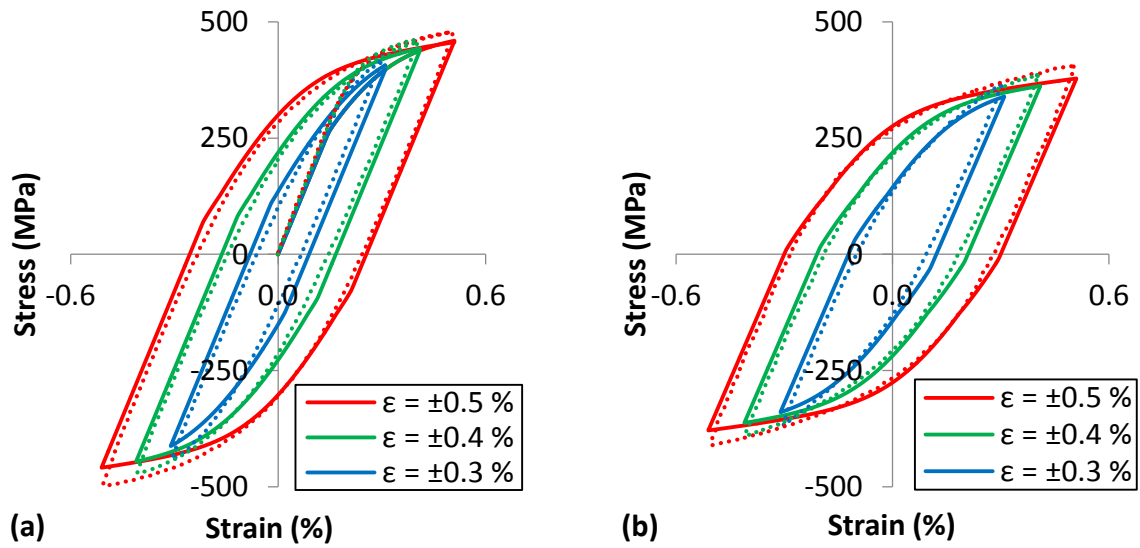 500
250
0
-250
-500
-0.6
0.0
0.6
Stress (MPa)
Strain (%)
ε = ±0.5 %
ε = ±0.4 %
ε = ±0.3 %
(a)
500
250
0
-250
-500
-0.6
0.0
0.6
Stress (MPa)
Strain (%)
ε = ±0.5 %
ε = ±0.4 %
ε = ±0.3 %
(b)